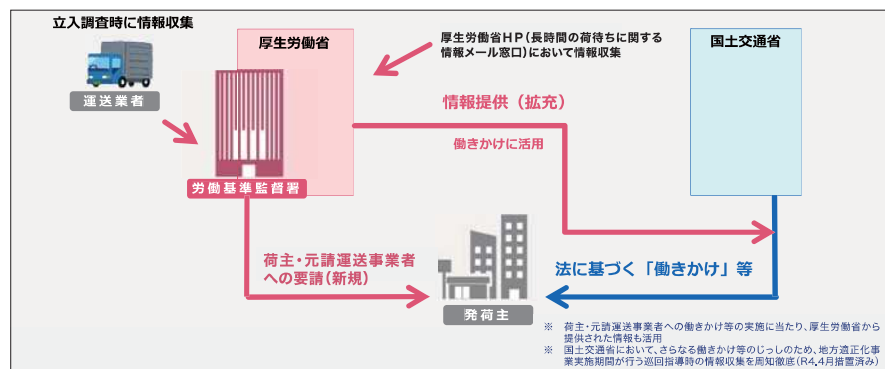 立入調査時に情報収集
運送業者
厚生労働省
労働基準監督署
厚生労働省HP（長時間の荷待ちに関する
情報メール窓口）において情報収集
国土交通省
情報提供（拡充）
働きかけに活用
荷主・元請運送事業者
への要請（新規）
発荷主
法に基づく「働きかけ」等
※ 荷主・元請運送事業者への働きかけ等の実施に当たり、厚生労働省から
提供された情報も活用
※ 国土交通省において、さらなる働きかけ等のじっしのため、地方適正化事
業実施期間が行う巡回指導時の情報収集を周知徹底（R4.4月措置済み）